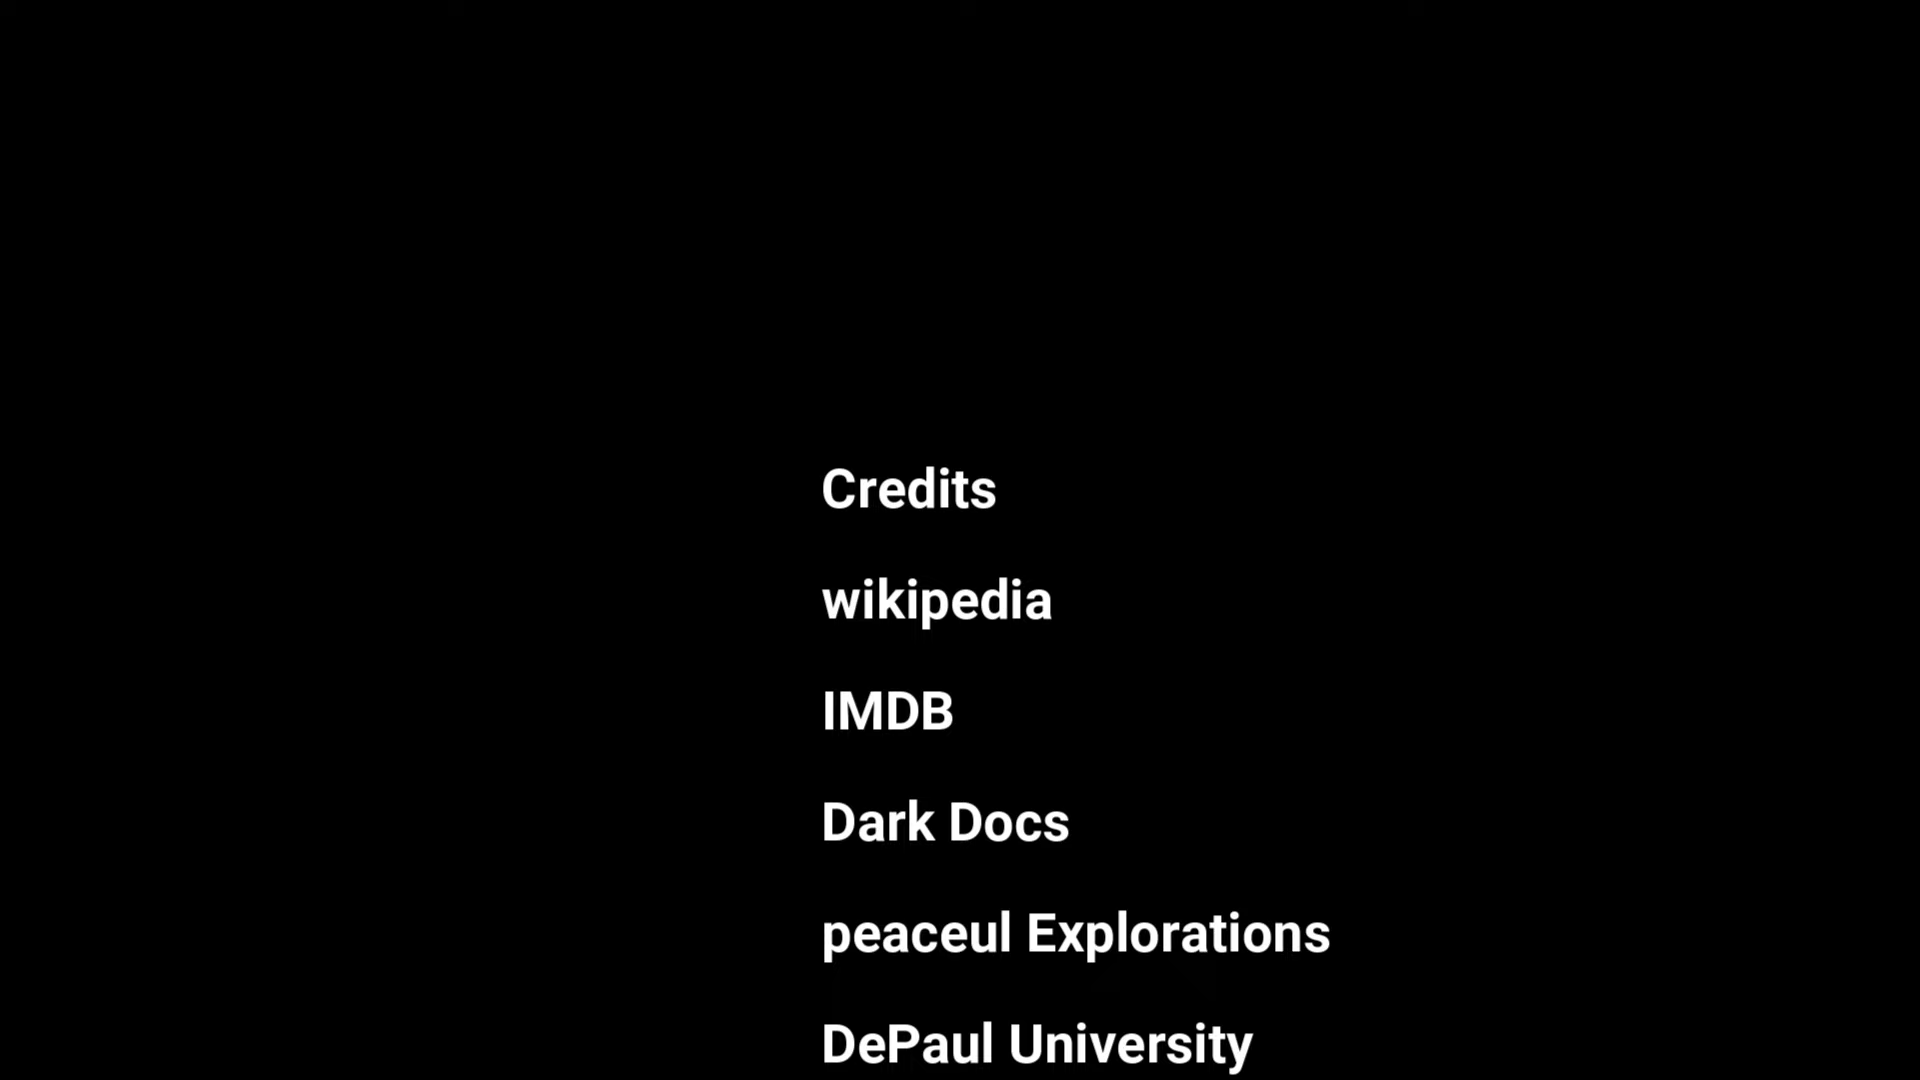 Credits
wikipedia
IMDB
Dark Docs
peaceul Explorations
DePaul University